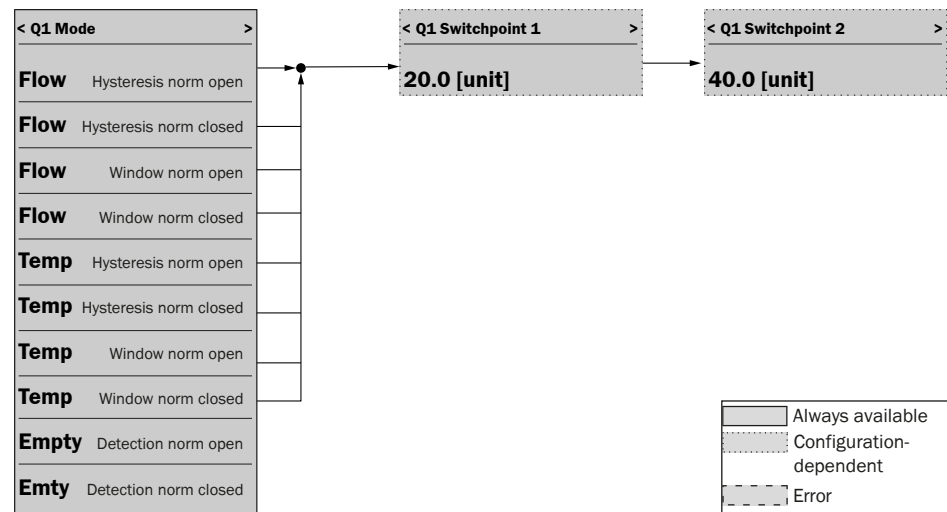 < Q1 Mode >
Flow Hysteresis norm open
Flow Hysteresis norm closed
Flow Window norm open
Flow Window norm closed
Temp Hysteresis norm open
Temp Hysteresis norm closed
Temp Window norm open
Temp Window norm closed
Empty Detection norm open
Emty Detection norm closed
< Q1 Switchpoint 1 >
20.0 [unit]
< Q1 Switchpoint 2 >
40.0 [unit]
Always available
Configuration-
dependent
Error